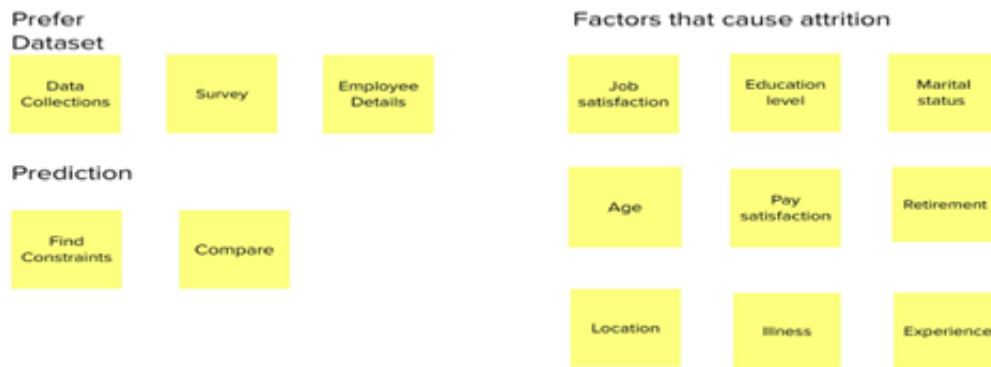 Prefer
Dataset
Data
Collections
Survey
Employee
Details
Prediction
Find
Constraints
Compare
Factors that cause attrition
Job
satisfaction
Education
level
Marital
status
Age
Pay
satisfaction
Retirement
Location
Illness
Experience